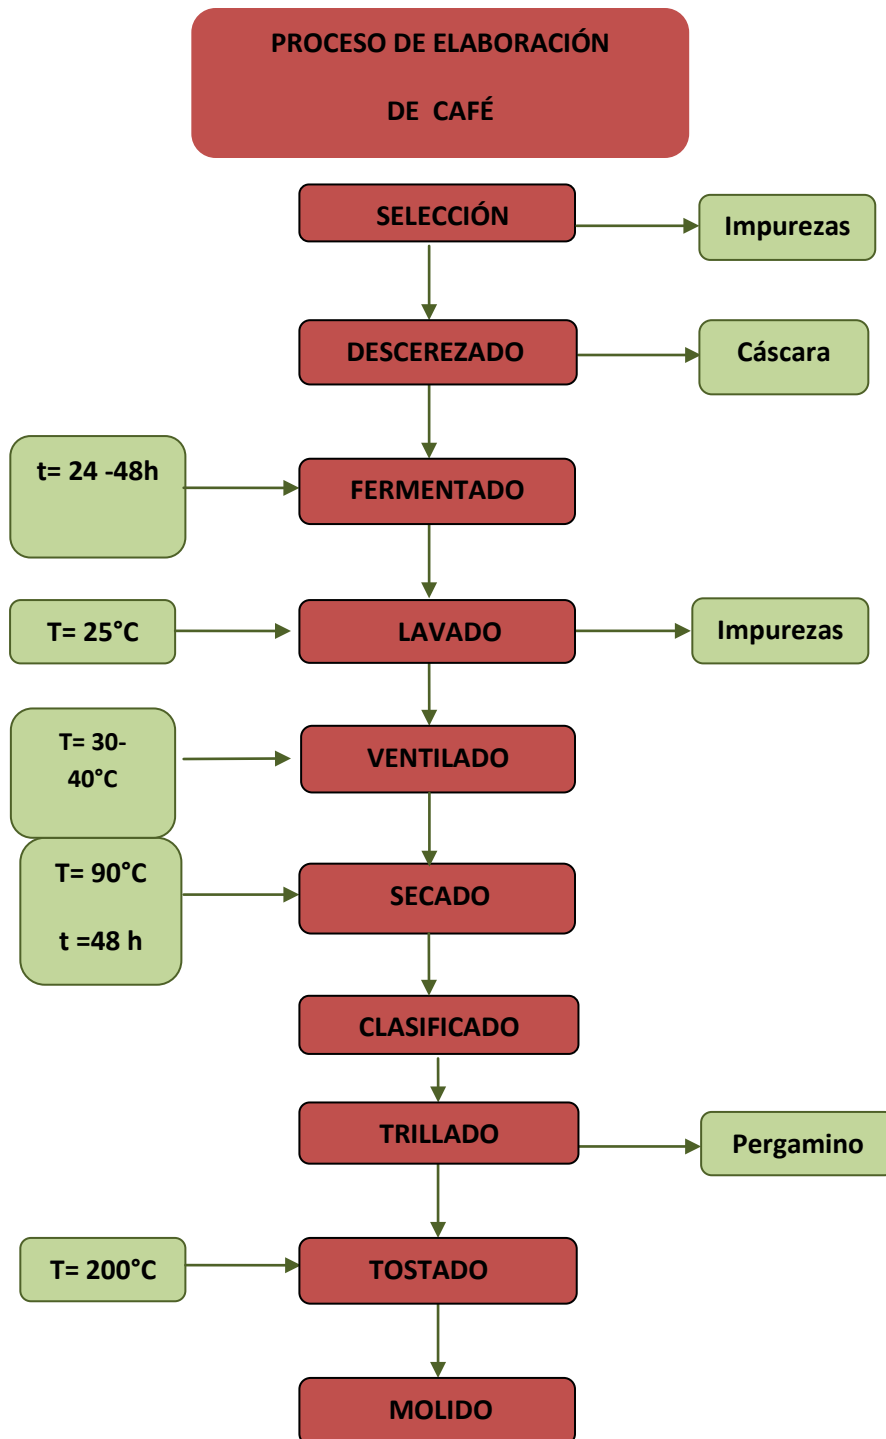 PROCESO DE ELABORACIÓN
DE CAFÉ
SELECCIÓN
Impurezas
DESCEREZADO
Cáscara
t= 24 -48h
FERMENTADO
T= 25°C
LAVADO
Impurezas
T= 30-
40°C
VENTILADO
T= 90°C
t =48 h
SECADO
CLASIFICADO
TRILLADO
Pergamino
T= 200°C
TOSTADO
MOLIDO